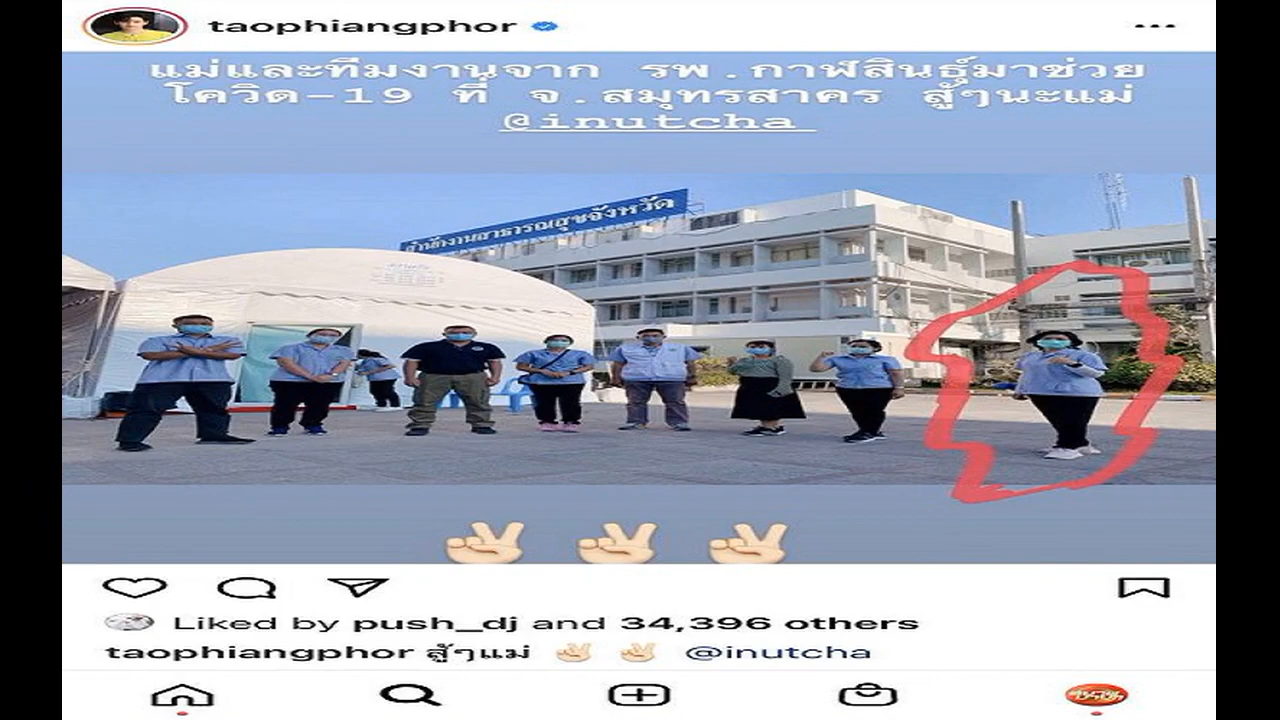 taophiangphor
แม่และทีมงานจาก รพ.กาฬสินธุ์มาช่วย
โควิด-19 ที่ จ.สมุทรสาคร สู้ๆนะแม่
@inutcha
สำนักงานสาธารณสุขจังหวัด
Liked by push_dj and 34,396 others
taophiangphor สู้ๆแม่ ✌🏻 ✌🏻 @inutcha